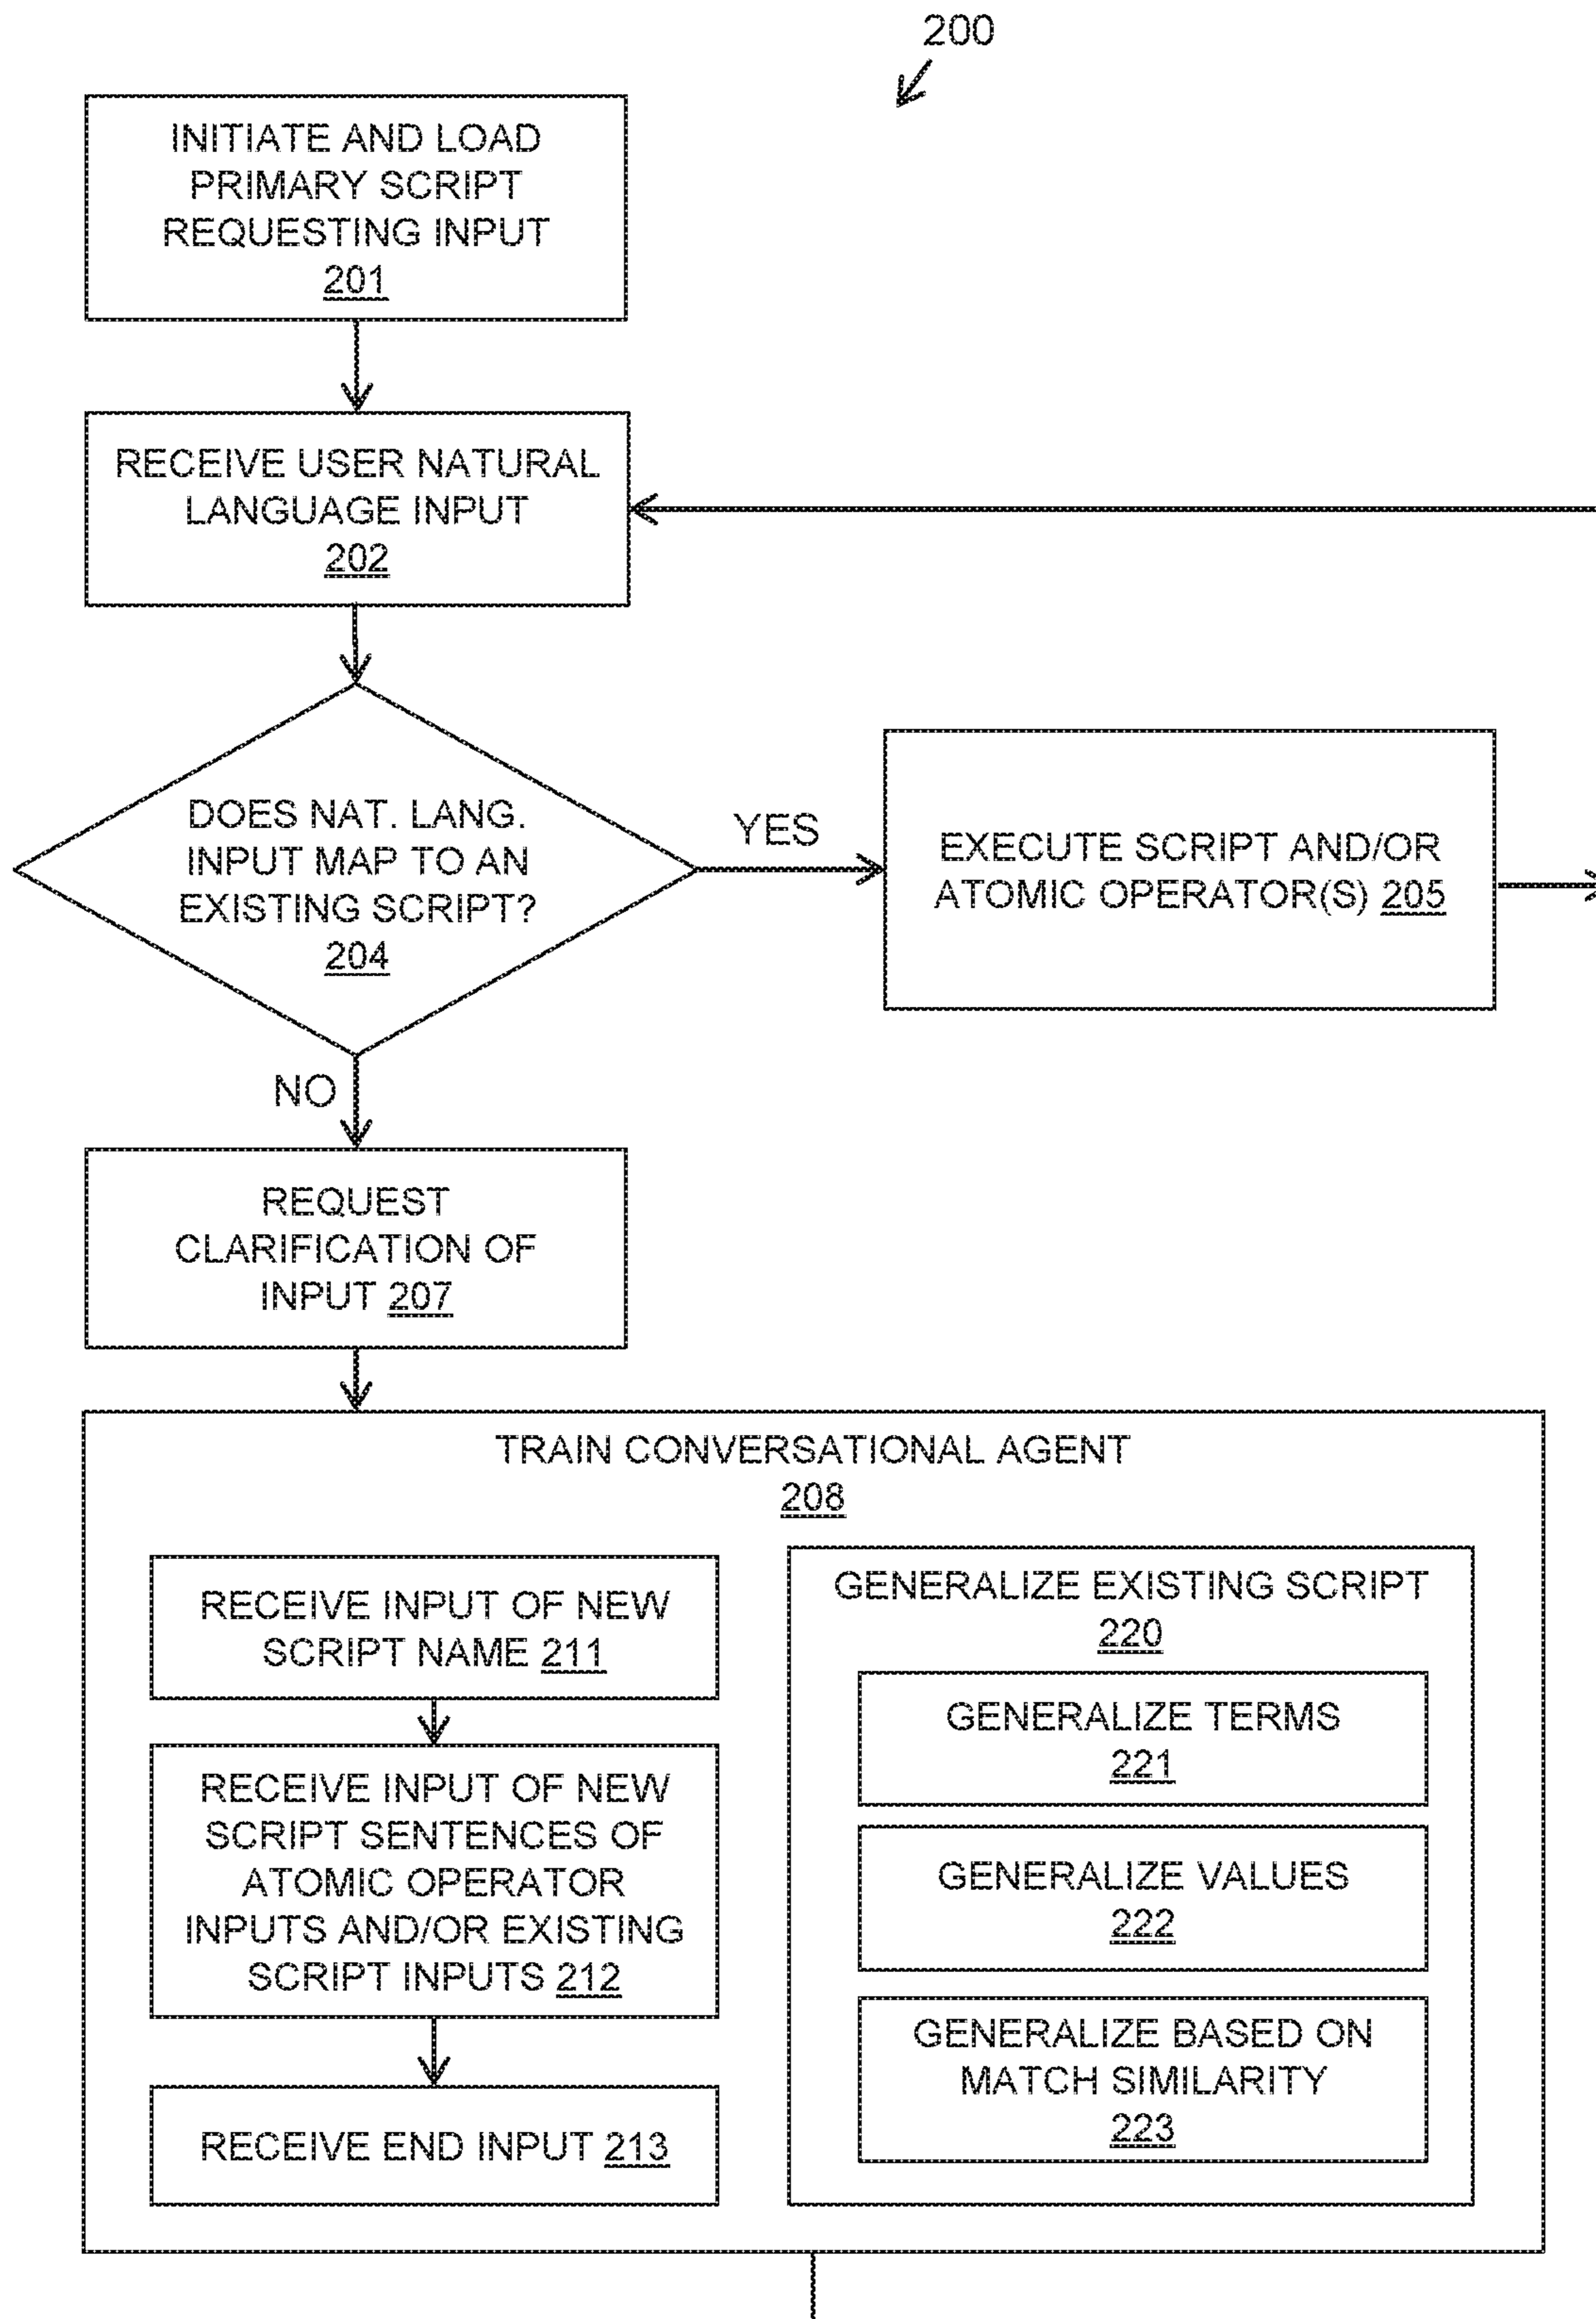 200
INITIATE AND LOAD
PRIMARY SCRIPT
REQUESTING INPUT
201
RECEIVE USER NATURAL
LANGUAGE INPUT
202
DOES NAT. LANG.
INPUT MAP TO AN
EXISTING SCRIPT?
204
YES
EXECUTE SCRIPT AND/OR
ATOMIC OPERATOR(S) 205
NO
REQUEST
CLARIFICATION OF
INPUT 207
TRAIN CONVERSATIONAL AGENT
208
RECEIVE INPUT OF NEW
SCRIPT NAME 211
RECEIVE INPUT OF NEW
SCRIPT SENTENCES OF
ATOMIC OPERATOR
INPUTS AND/OR EXISTING
SCRIPT INPUTS 212
RECEIVE END INPUT 213
GENERALIZE EXISTING SCRIPT
220
GENERALIZE TERMS
221
GENERALIZE VALUES
222
GENERALIZE BASED ON
MATCH SIMILARITY
223